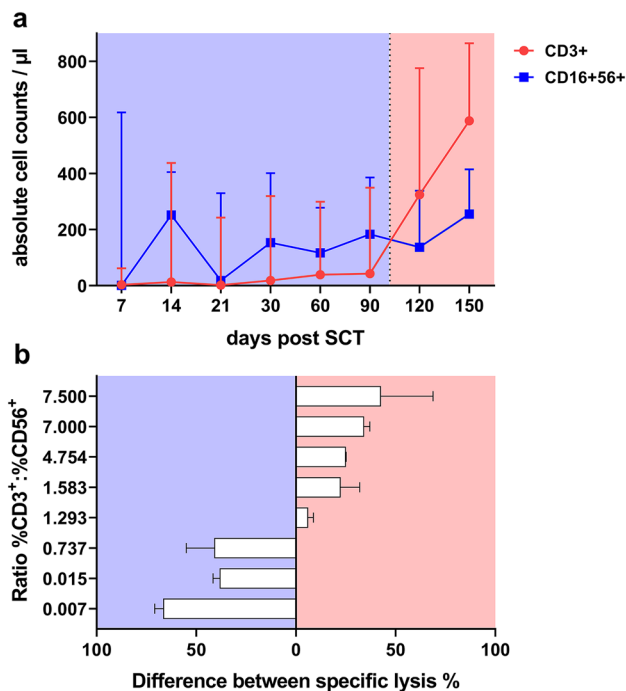 a
absolute cell counts / µl
800
600
400
200
0
7 14 21 30 60 90 120 150
days post SCT
CD3+
CD16+56+
b
Ratio %CD3⁺:%CD56⁺
7.500
7.000
4.754
1.583
1.293
0.737
0.015
0.007
100 50 0 50 100
Difference between specific lysis %